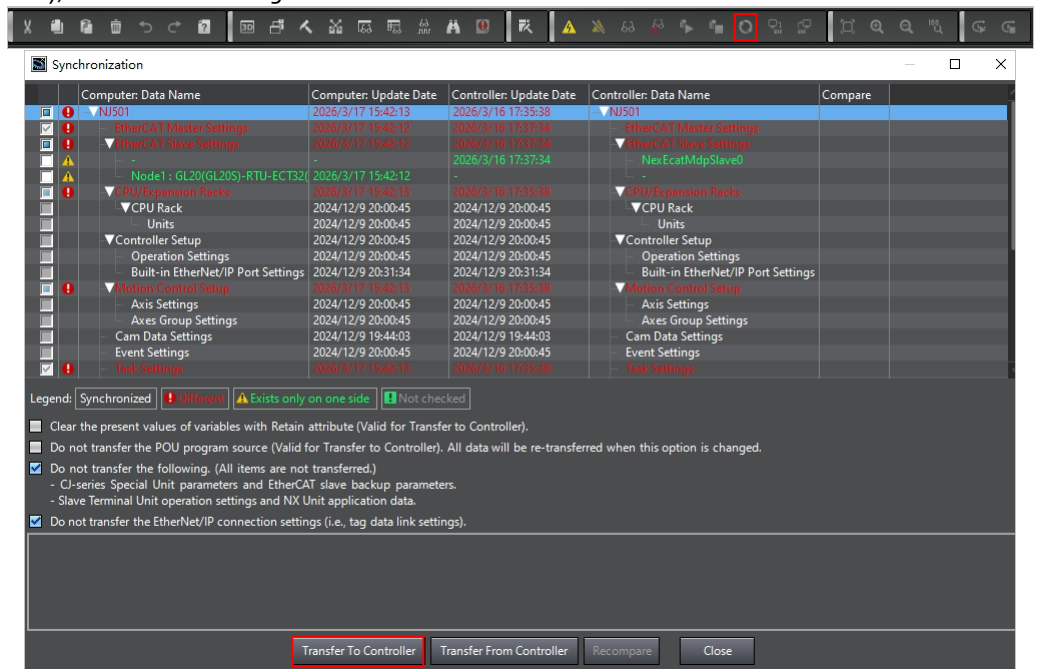 Synchronization
Computer: Data Name Computer: Update Date Controller: Update Date Controller: Data Name Compare
NJ501 2026/3/17 15:42:13 2026/3/16 17:35:38 NJ501
EtherCAT Master Settings 2026/3/17 15:42:12 2026/3/16 17:37:34 EtherCAT Master Settings
EtherCAT Slave Settings 2026/3/17 15:42:12 2026/3/16 17:37:34 EtherCAT Slave Settings
- - 2026/3/16 17:37:34 NexEcatMdpSlave0
Node1 : GL20(GL20S)-RTU-ECT32( 2026/3/17 15:42:12 - -
CPU/Expansion Racks 2026/3/17 15:42:13 2026/3/16 17:35:38 CPU/Expansion Racks
CPU Rack 2024/12/9 20:00:45 2024/12/9 20:00:45 CPU Rack
Units 2024/12/9 20:00:45 2024/12/9 20:00:45 Units
Controller Setup 2024/12/9 20:00:45 2024/12/9 20:00:45 Controller Setup
Operation Settings 2024/12/9 20:00:45 2024/12/9 20:00:45 Operation Settings
Built-in EtherNet/IP Port Settings 2024/12/9 20:31:34 2024/12/9 20:31:34 Built-in EtherNet/IP Port Settings
Motion Control Setup 2026/3/17 15:42:13 2026/3/16 17:35:38 Motion Control Setup
Axis Settings 2024/12/9 20:00:45 2024/12/9 20:00:45 Axis Settings
Axes Group Settings 2024/12/9 20:00:45 2024/12/9 20:00:45 Axes Group Settings
Cam Data Settings 2024/12/9 19:44:03 2024/12/9 19:44:03 Cam Data Settings
Event Settings 2024/12/9 20:00:45 2024/12/9 20:00:45 Event Settings
Task Settings 2026/3/17 15:42:13 2026/3/16 17:35:38 Task Settings
Legend: Synchronized Different Exists only on one side Not checked
Clear the present values of variables with Retain attribute (Valid for Transfer to Controller).
Do not transfer the POU program source (Valid for Transfer to Controller). All data will be re-transferred when this option is changed.
Do not transfer the following. (All items are not transferred.)
- CJ-series Special Unit parameters and EtherCAT slave backup parameters.
- Slave Terminal Unit operation settings and NX Unit application data.
Do not transfer the EtherNet/IP connection settings (i.e., tag data link settings).
Transfer To Controller Transfer From Controller Recompare Close